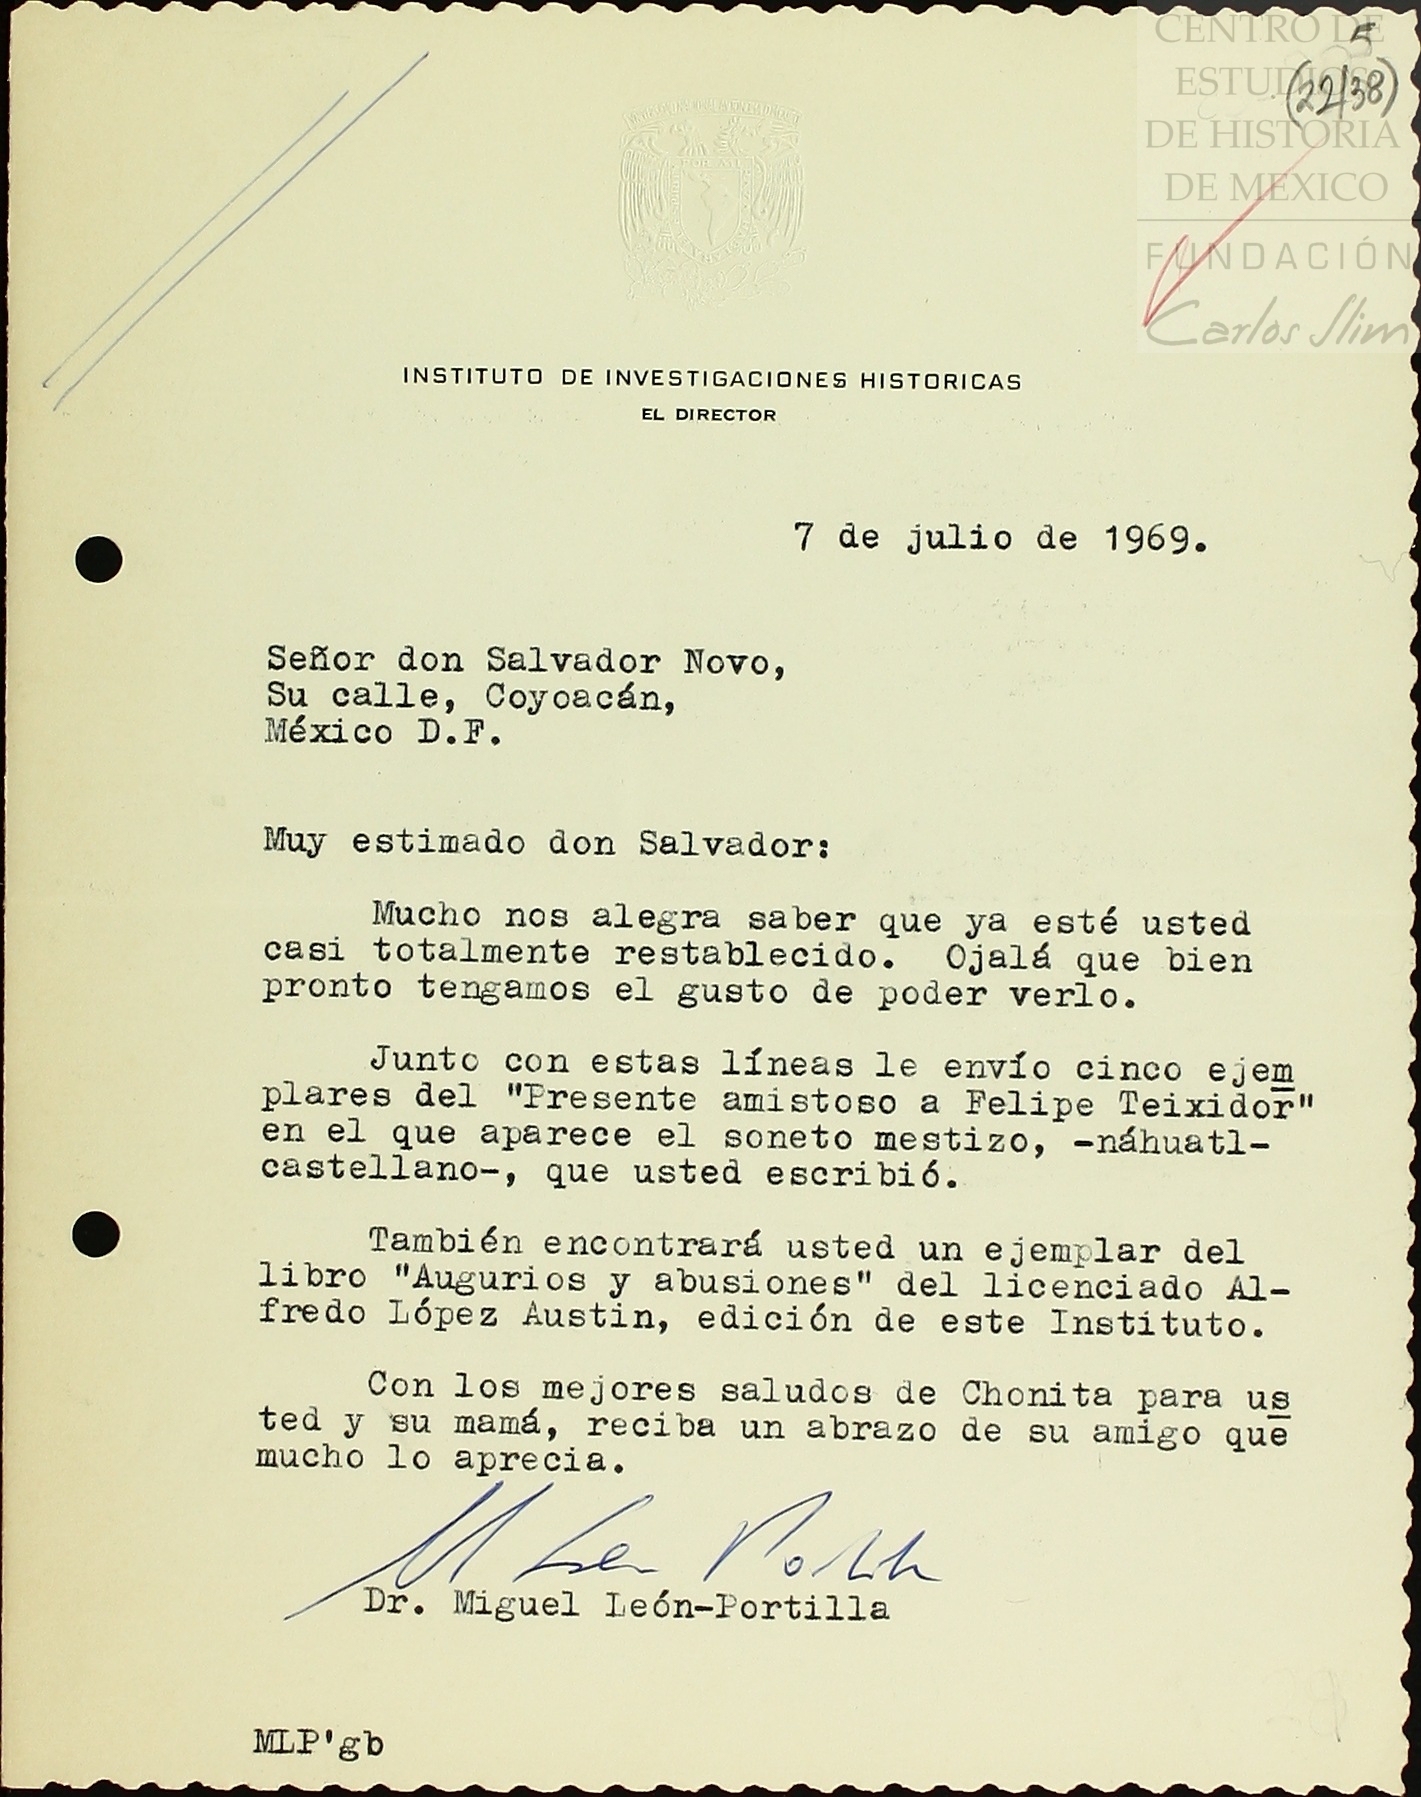 CENTRO DE
ESTUDIOS
DE HISTORIA
DE MEXICO
FUNDACIÓN
Carlos Slim
5
(22/38)
POR MI
INSTITUTO DE INVESTIGACIONES HISTORICAS
EL DIRECTOR
7 de julio de 1969.
Señor don Salvador Novo,
Su calle, Coyoacán,
México D.F.
Muy estimado don Salvador:
Mucho nos alegra saber que ya esté usted
casi totalmente restablecido. Ojalá que bien
pronto tengamos el gusto de poder verlo.
Junto con estas líneas le envío cinco ejem
plares del "Presente amistoso a Felipe Teixidor"
en el que aparece el soneto mestizo, -náhuatl-
castellano-, que usted escribió.
También encontrará usted un ejemplar del
libro "Augurios y abusiones" del licenciado Al-
fredo López Austin, edición de este Instituto.
Con los mejores saludos de Chonita para us
ted y su mamá, reciba un abrazo de su amigo que
mucho lo aprecia.
M León Portilla
Dr. Miguel León-Portilla
MLP'gb